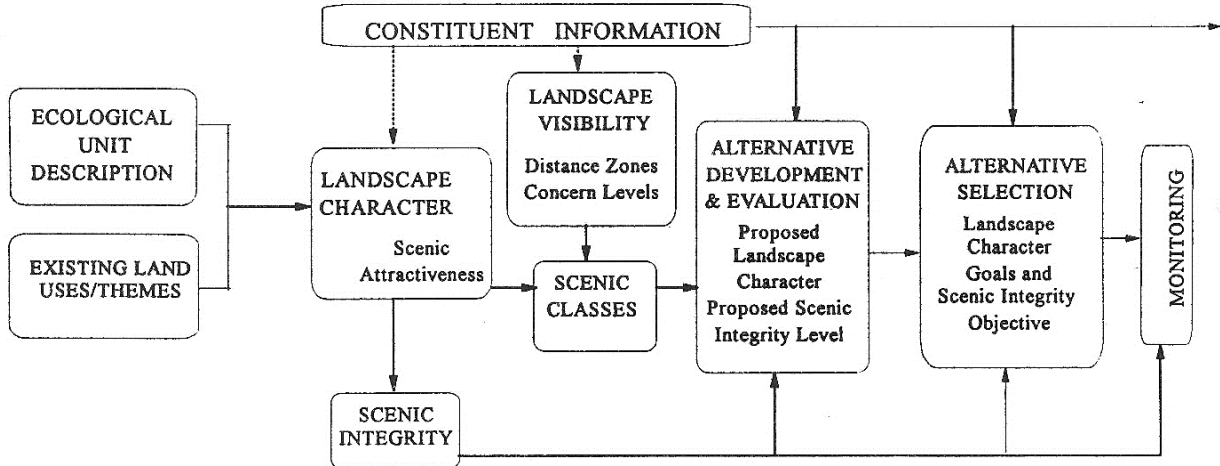 CONSTITUENT INFORMATION
ECOLOGICAL
UNIT
DESCRIPTION
EXISTING LAND
USES/THEMES
LANDSCAPE
CHARACTER
Scenic
Attractiveness
SCENIC
INTEGRITY
LANDSCAPE
VISIBILITY
Distance Zones
Concern Levels
SCENIC
CLASSES
ALTERNATIVE
DEVELOPMENT
& EVALUATION
Proposed
Landscape
Character
Proposed Scenic
Integrity Level
ALTERNATIVE
SELECTION
Landscape
Character
Goals and
Scenic Integrity
Objective
MONITORING